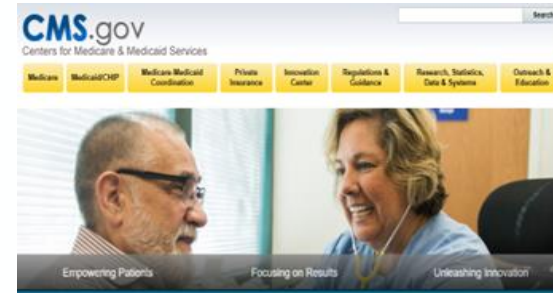 Search
CMS.gov
Centers for Medicare & Medicaid Services
Medicare Medicaid/CHIP Medicare-Medicaid Coordination Private Insurance Innovation Center Regulations & Guidance Research, Statistics, Data & Systems Outreach & Education
Empowering Patients Focusing on Results Unleashing Innovation